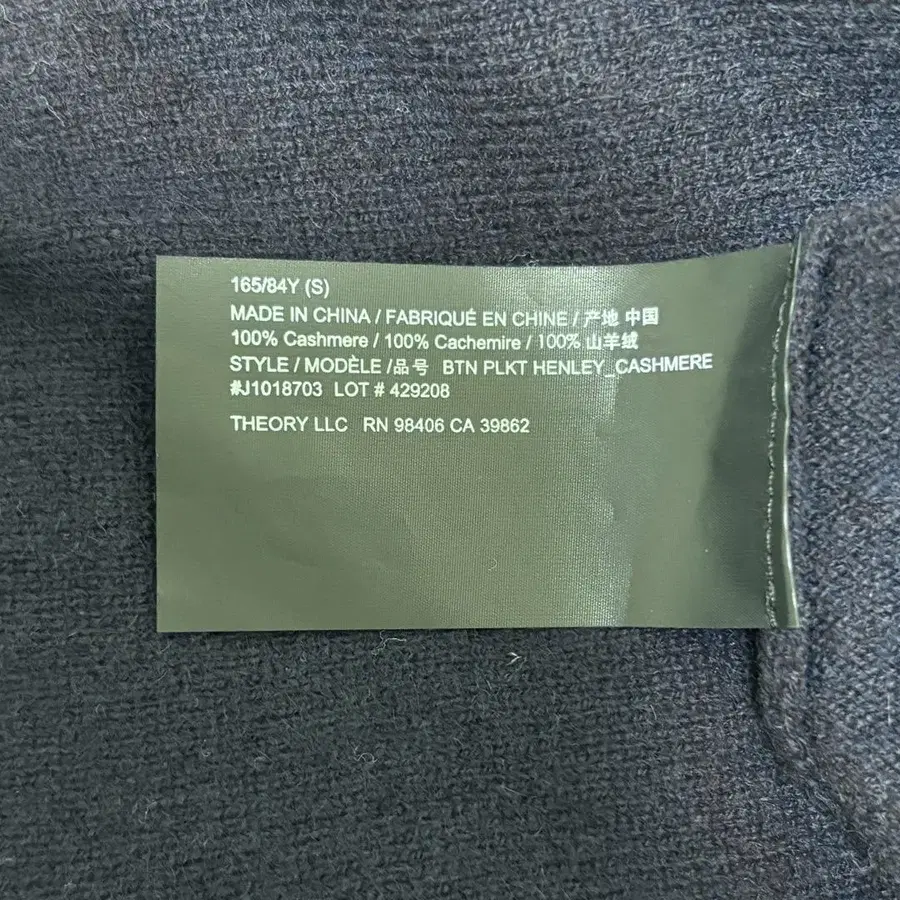 165/84Y (S)
MADE IN CHINA / FABRIQUÉ EN CHINE / 产地 中国
100% Cashmere / 100% Cachemire / 100% 山羊绒
STYLE / MODÈLE /品号 BTN PLKT HENLEY_CASHMERE
#J1018703 LOT # 429208
THEORY LLC RN 98406 CA 39862